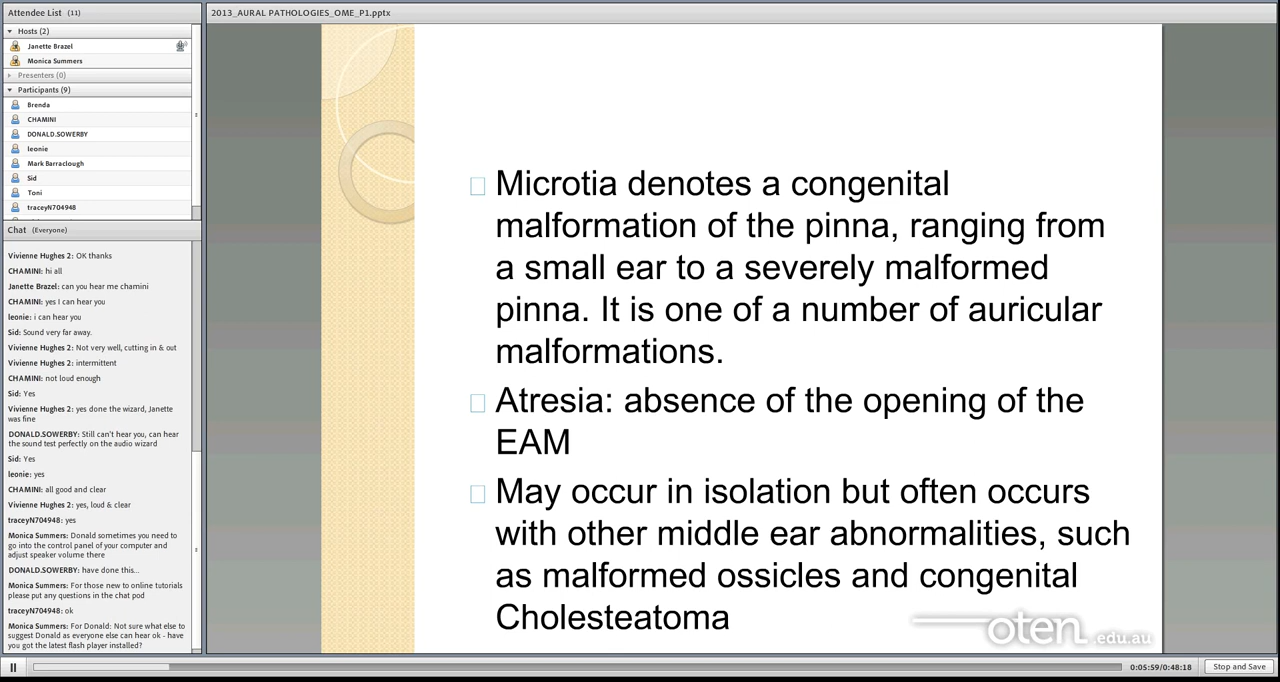 Attendee List (11)
Hosts (2)
Janette Brazel
Monica Summers
Presenters (0)
Participants (9)
Brenda
CHAMINI
DONALD.SOWERBY
leonie
Mark Barraclough
Sid
Toni
traceyN704948
Chat (Everyone)
Vivienne Hughes 2: OK thanks
CHAMINI: hi all
Janette Brazel: can you hear me chamini
CHAMINI: yes I can hear you
leonie: i can hear you
Sid: Sound very far away.
Vivienne Hughes 2: Not very well, cutting in & out
Vivienne Hughes 2: intermittent
CHAMINI: not loud enough
Sid: Yes
Vivienne Hughes 2: yes done the wizard, Janette
was fine
DONALD.SOWERBY: Still can't hear you, can hear
the sound test perfectly on the audio wizard
Sid: Yes
leonie: yes
CHAMINI: all good and clear
Vivienne Hughes 2: yes, loud & clear
traceyN704948: yes
Monica Summers: Donald sometimes you need to
go into the control panel of your computer and
adjust speaker volume there
DONALD.SOWERBY: have done this...
Monica Summers: For those new to online tutorials
please put any questions in the chat pod
traceyN704948: ok
Monica Summers: For Donald: Not sure what else to
suggest Donald as everyone else can hear ok - have
you got the latest flash player installed?
2013_AURAL PATHOLOGIES_OME_P1.pptx
Microtia denotes a congenital
malformation of the pinna, ranging from
a small ear to a severely malformed
pinna. It is one of a number of auricular
malformations.
Atresia: absence of the opening of the
EAM
May occur in isolation but often occurs
with other middle ear abnormalities, such
as malformed ossicles and congenital
Cholesteatoma
oten.edu.au
0:05:59/0:48:18
Stop and Save